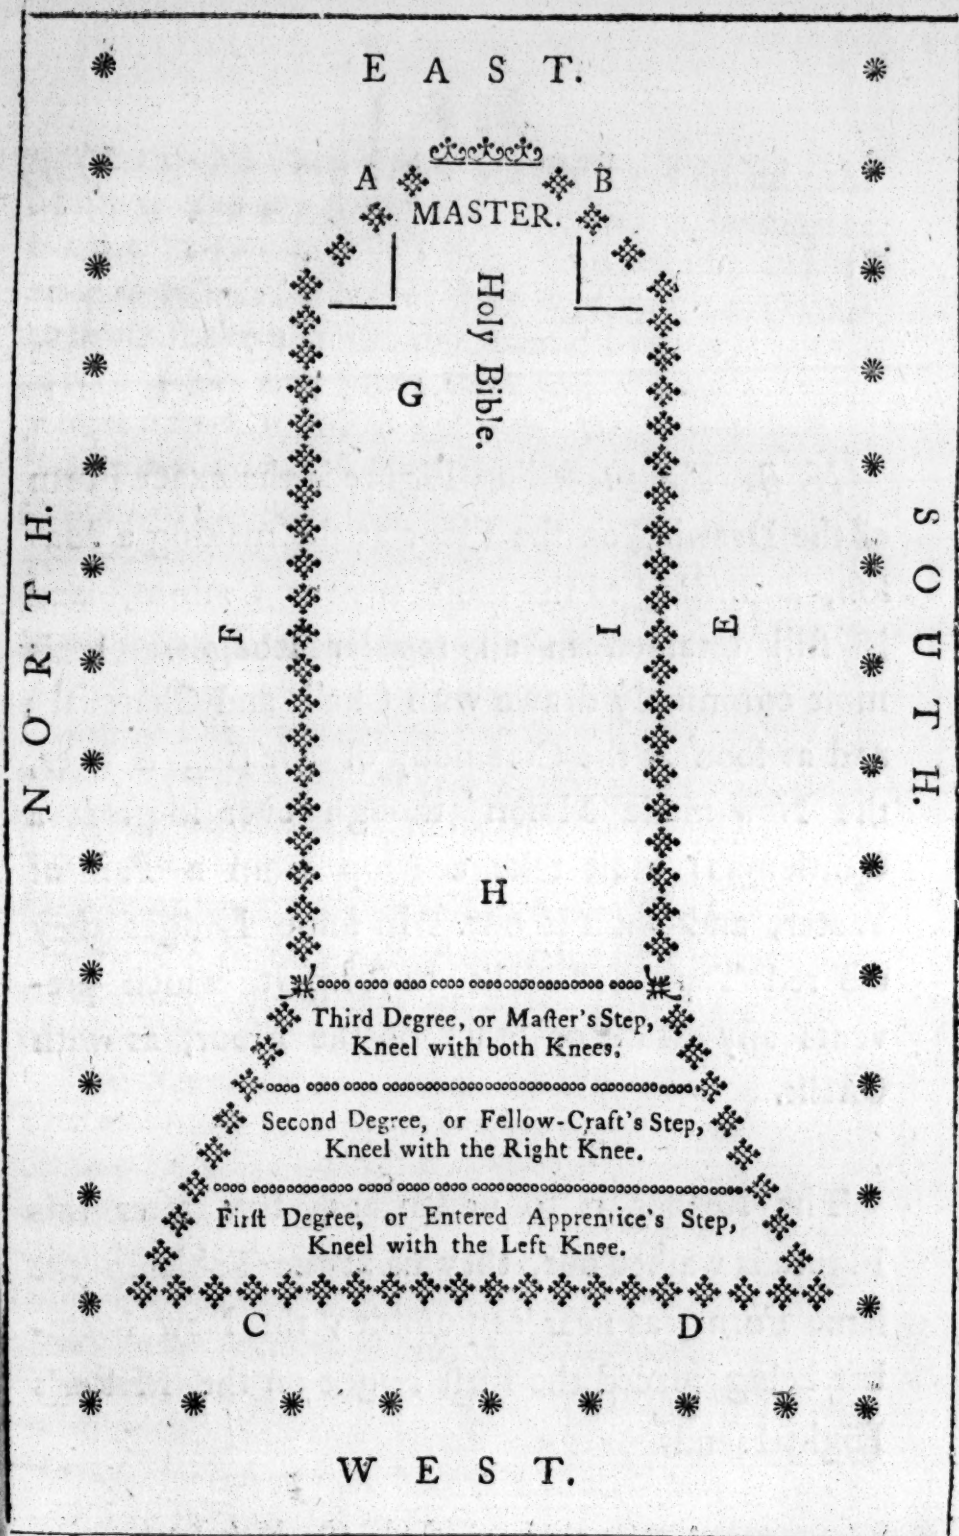 EAST.
A B
MASTER.
Holy Bible.
G
NORTH.
SOUTH.
F I E
H
Third Degree, or Maſter's Step,
Kneel with both Knees.
Second Degree, or Fellow-Craft's Step,
Kneel with the Right Knee.
Firſt Degree, or Entered Apprentice's Step,
Kneel with the Left Knee.
C D
WEST.